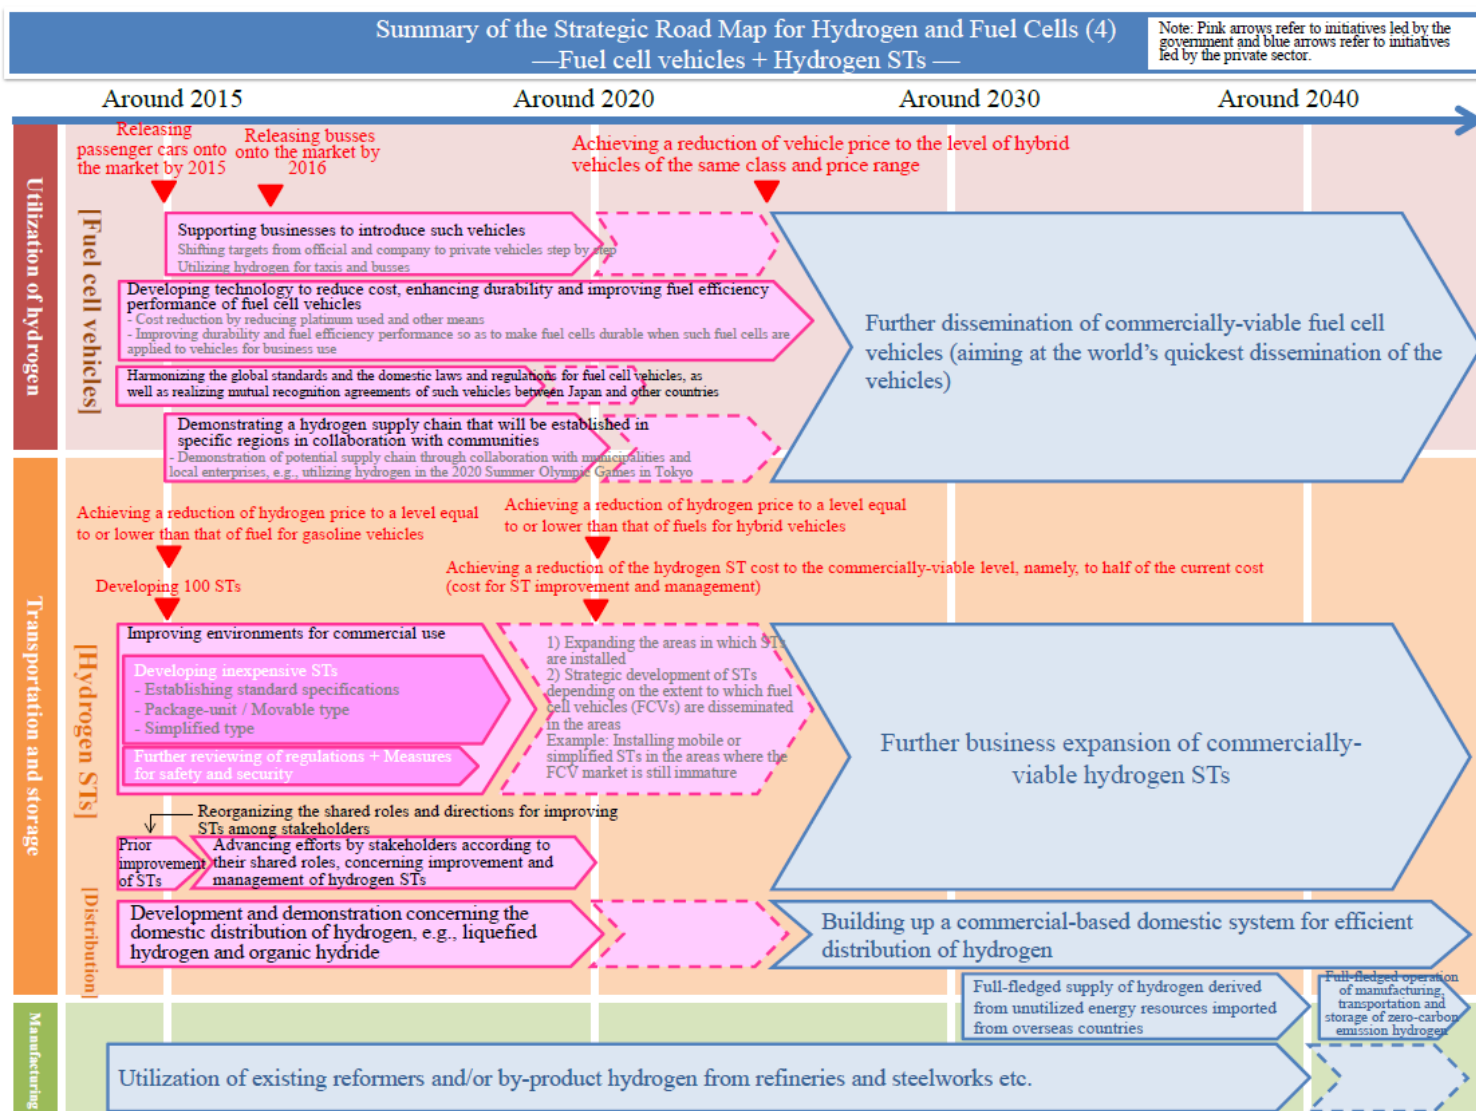 Summary of the Strategic Road Map for Hydrogen and Fuel Cells (4)
—Fuel cell vehicles + Hydrogen STs —
Note: Pink arrows refer to initiatives led by the
government and blue arrows refer to initiatives
led by the private sector.
Around 2015
Around 2020
Around 2030
Around 2040
Utilization of hydrogen
[Fuel cell vehicles]
Releasing
passenger cars onto
the market by 2015
Releasing busses
onto the market by
2016
Achieving a reduction of vehicle price to the level of hybrid
vehicles of the same class and price range
Supporting businesses to introduce such vehicles
Shifting targets from official and company to private vehicles step by step
Utilizing hydrogen for taxis and busses
Developing technology to reduce cost, enhancing durability and improving fuel efficiency
performance of fuel cell vehicles
- Cost reduction by reducing platinum used and other means
- Improving durability and fuel efficiency performance so as to make fuel cells durable when such fuel cells are
applied to vehicles for business use
Harmonizing the global standards and the domestic laws and regulations for fuel cell vehicles, as
well as realizing mutual recognition agreements of such vehicles between Japan and other countries
Demonstrating a hydrogen supply chain that will be established in
specific regions in collaboration with communities
- Demonstration of potential supply chain through collaboration with municipalities and
local enterprises, e.g., utilizing hydrogen in the 2020 Summer Olympic Games in Tokyo
Further dissemination of commercially-viable fuel cell
vehicles (aiming at the world's quickest dissemination of the
vehicles)
Transportation and storage
[Hydrogen STs]
Achieving a reduction of hydrogen price to a level equal
to or lower than that of fuel for gasoline vehicles
Achieving a reduction of hydrogen price to a level equal
to or lower than that of fuels for hybrid vehicles
Developing 100 STs
Achieving a reduction of the hydrogen ST cost to the commercially-viable level, namely, to half of the current cost
(cost for ST improvement and management)
Improving environments for commercial use
Developing inexpensive STs
- Establishing standard specifications
- Package-unit / Movable type
- Simplified type
Further reviewing of regulations + Measures
for safety and security
1) Expanding the areas in which STs
are installed
2) Strategic development of STs
depending on the extent to which fuel
cell vehicles (FCVs) are disseminated
in the areas
Example: Installing mobile or
simplified STs in the areas where the
FCV market is still immature
Further business expansion of commercially-
viable hydrogen STs
Reorganizing the shared roles and directions for improving
STs among stakeholders
Prior
improvement
of STs
Advancing efforts by stakeholders according to
their shared roles, concerning improvement and
management of hydrogen STs
[Distribution]
Development and demonstration concerning the
domestic distribution of hydrogen, e.g., liquefied
hydrogen and organic hydride
Building up a commercial-based domestic system for efficient
distribution of hydrogen
Full-fledged supply of hydrogen derived
from unutilized energy resources imported
from overseas countries
Full-fledged operation
of manufacturing,
transportation and
storage of zero-carbon
emission hydrogen
Manufacturing
Utilization of existing reformers and/or by-product hydrogen from refineries and steelworks etc.